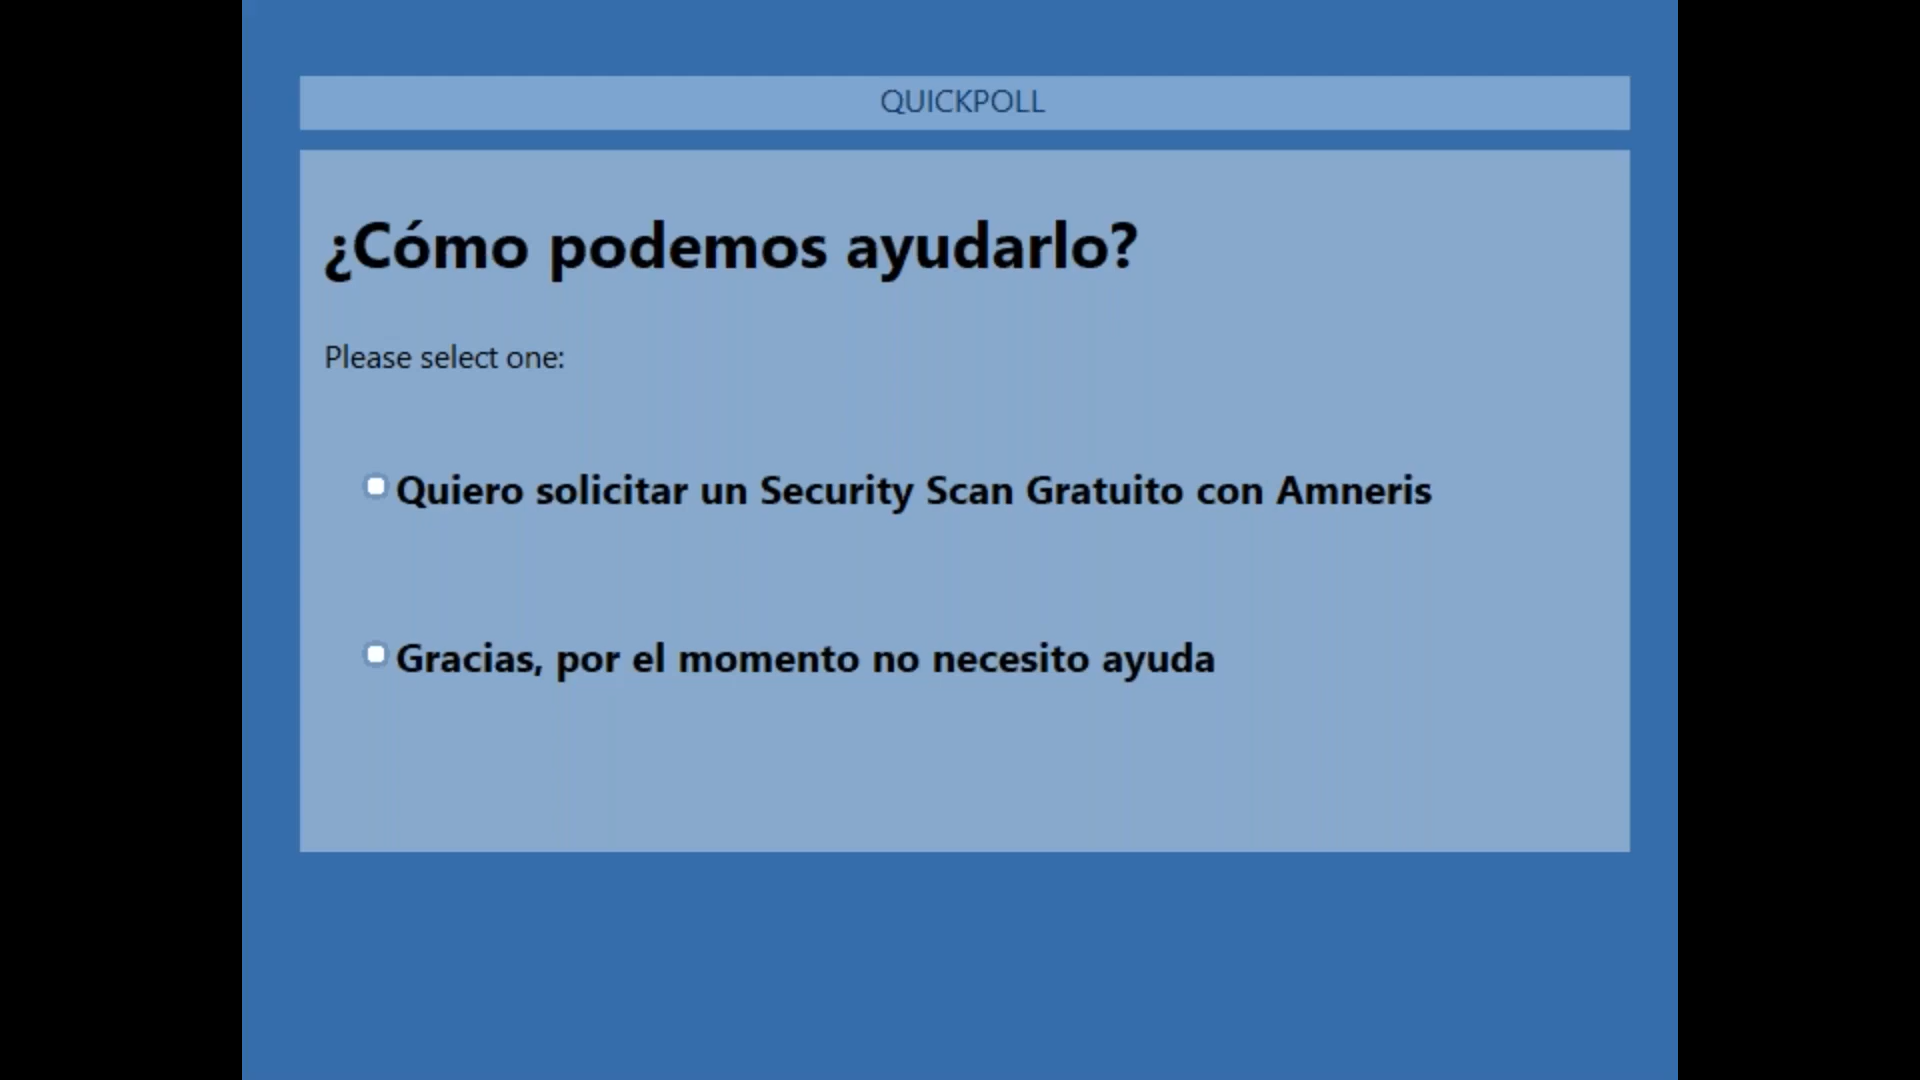 QUICKPOLL
¿Cómo podemos ayudarlo?
Please select one:
Quiero solicitar un Security Scan Gratuito con Amneris
Gracias, por el momento no necesito ayuda